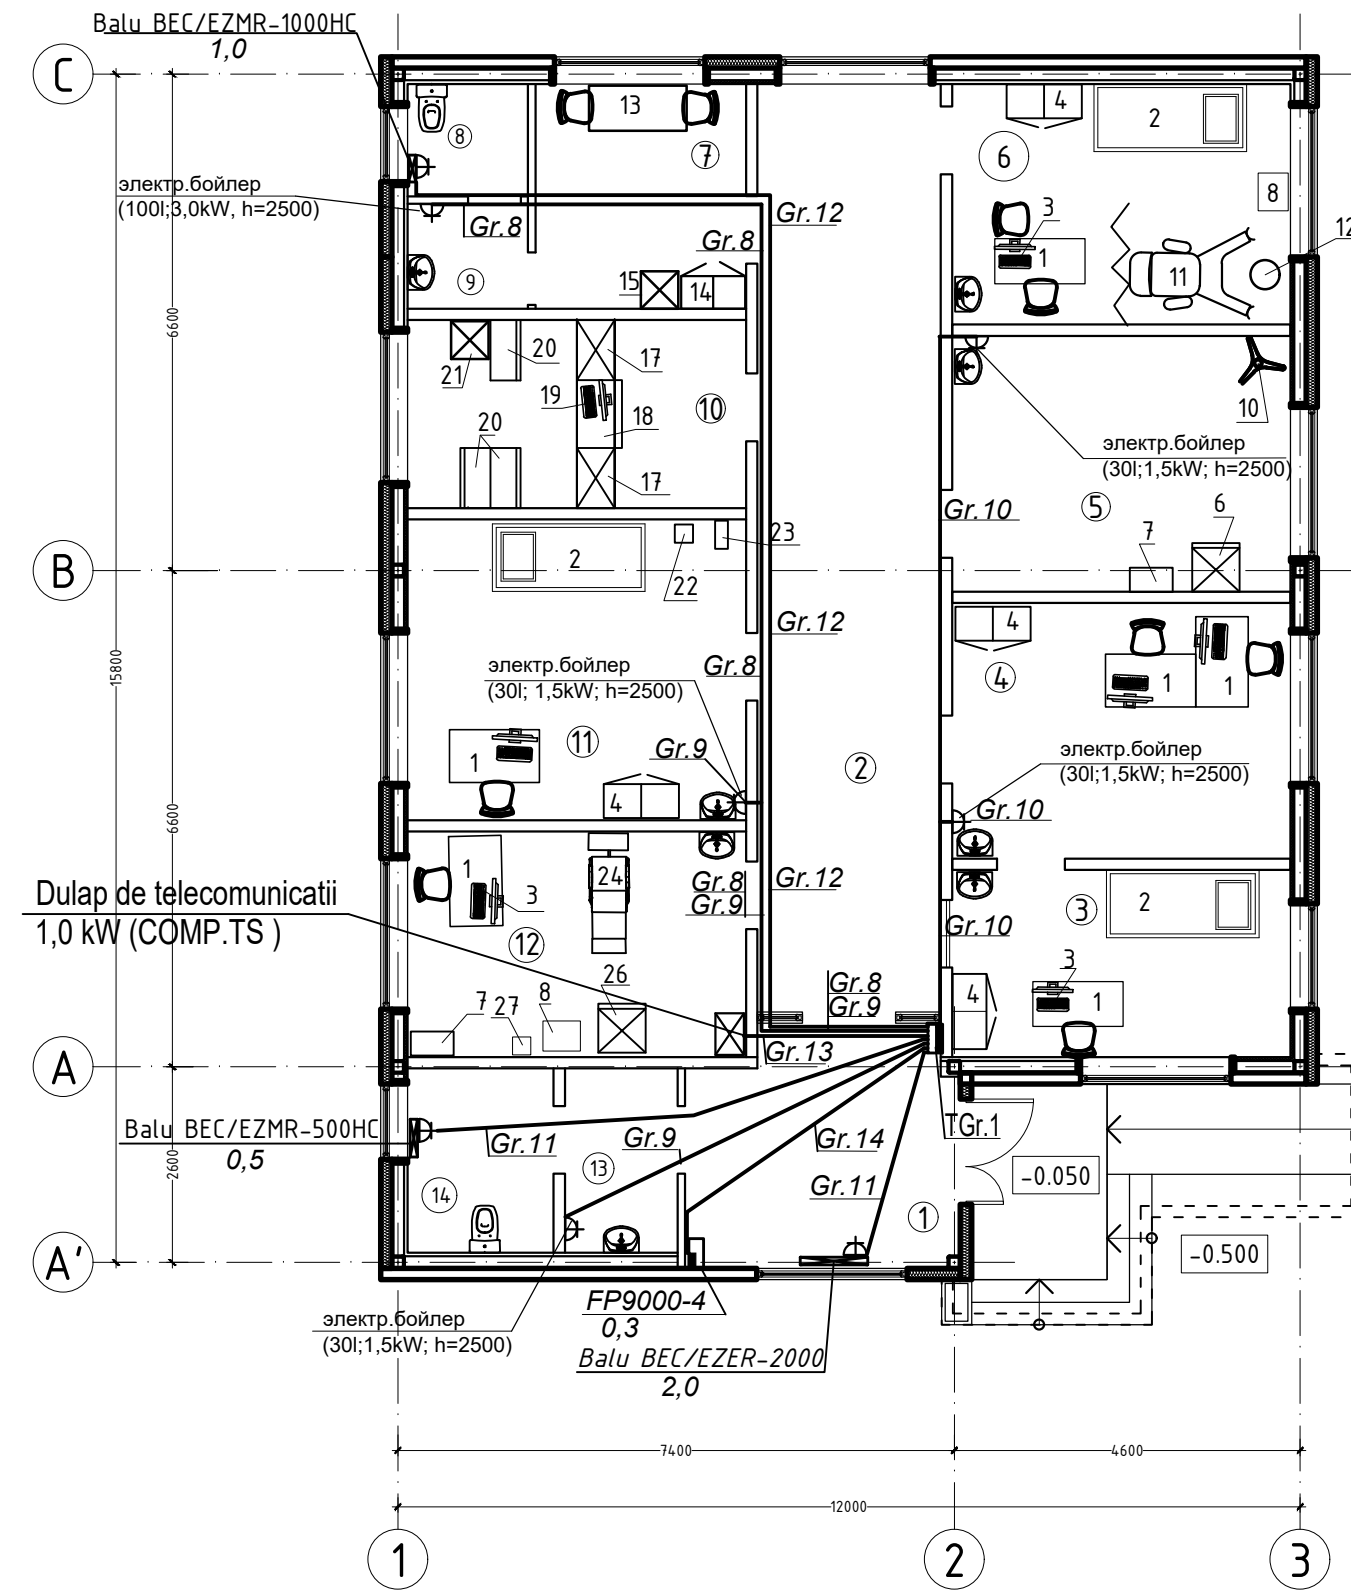 Balu BEC/EZMR-1000HC
1,0
C
13
4
2
8
7
6
электр.бойлер
(100l;3,0kW, h=2500)
8
3
12
Gr.8
Gr.12
Gr.8
1
9
15
14
11
6600
20
17
21
19
10
18
10
20
электр.бойлер
(30l;1,5kW; h=2500)
17
Gr.10
5
6
7
23
B
2
22
4
Gr.12
15800
электр.бойлер
(30l; 1,5kW; h=2500)
Gr.8
4
1
1
11
Gr.9
2
1
электр.бойлер
(30l;1,5kW; h=2500)
4
Gr.10
6600
1
24
Gr.8
Gr.9
Gr.12
Dulap de telecomunicatii
1,0 kW (COMP.TS )
3
2
3
12
Gr.10
26
3
Gr.8
Gr.9
4
1
7
27
8
Gr.13
A
TGr.1
Balu BEC/EZMR-500HC
0,5
Gr.11
Gr.9
Gr.14
2600
13
-0.050
14
Gr.11
1
A'
-0.500
FP9000-4
0,3
электр.бойлер
(30l;1,5kW; h=2500)
Balu BEC/EZER-2000
2,0
7400
4600
12000
1
2
3